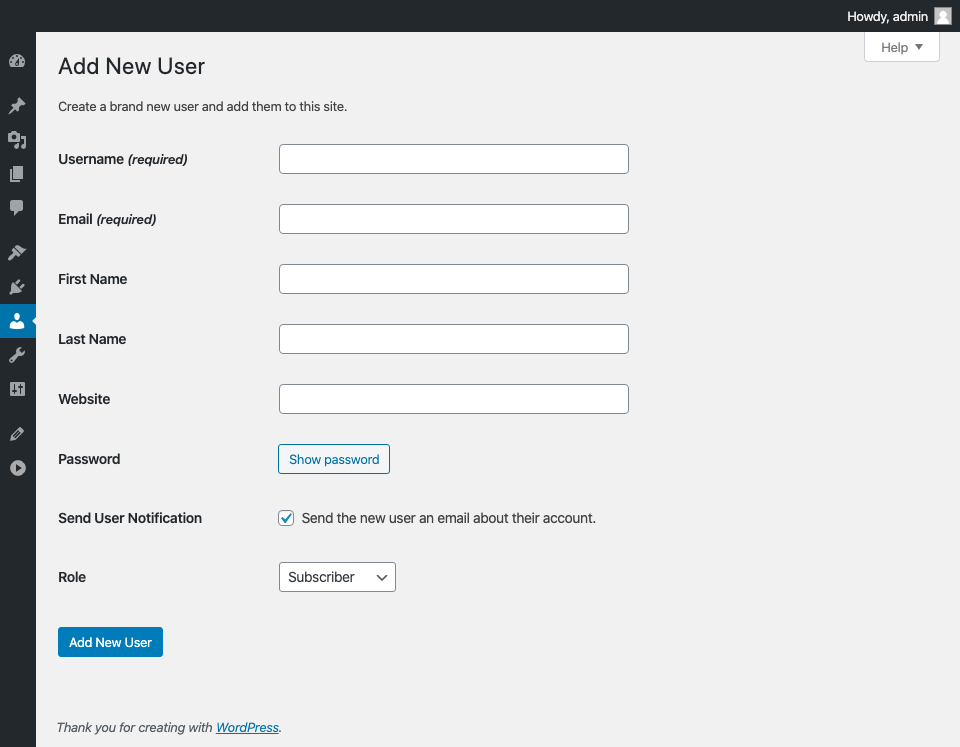 Howdy, admin
Help
Add New User
Create a brand new user and add them to this site.
Username (required)
Email (required)
First Name
Last Name
Website
Password
Show password
Send User Notification
Send the new user an email about their account.
Role
Subscriber
Add New User
Thank you for creating with WordPress.